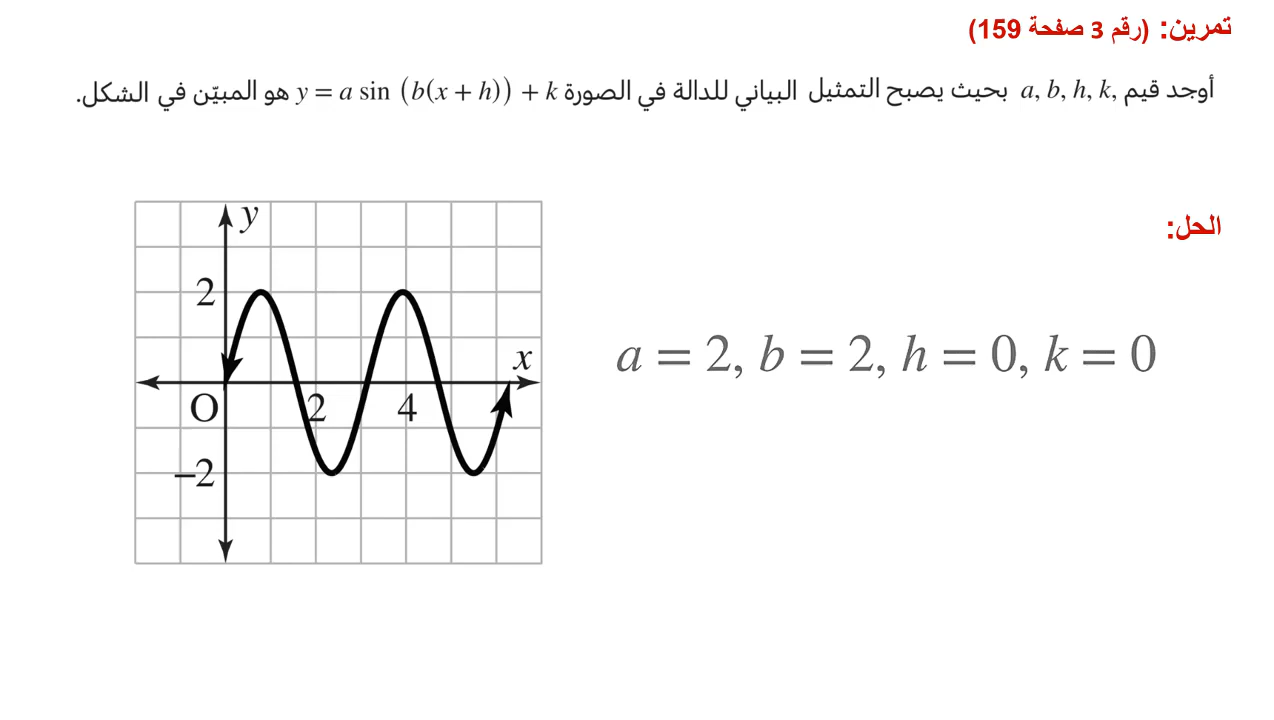 تمرين: (رقم 3 صفحة 159)
أوجد قيم a, b, h, k, بحيث يصبح التمثيل البياني للدالة في الصورة y = a sin (b(x + h)) + k هو المبيّن في الشكل.
الحل:
a = 2, b = 2, h = 0, k = 0
y
2
x
O
2
4
−2